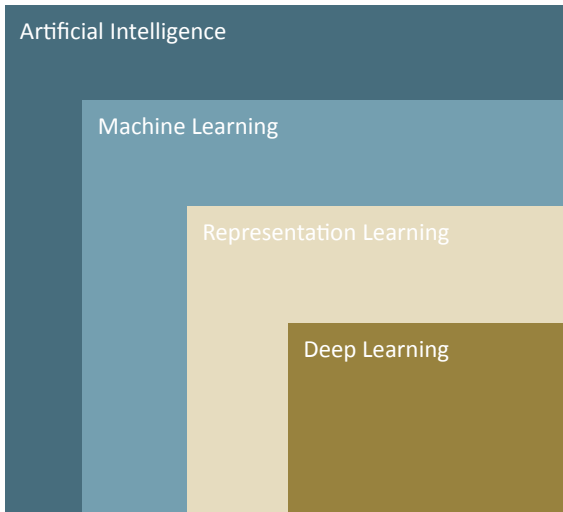 Artificial Intelligence
Machine Learning
Representation Learning
Deep Learning